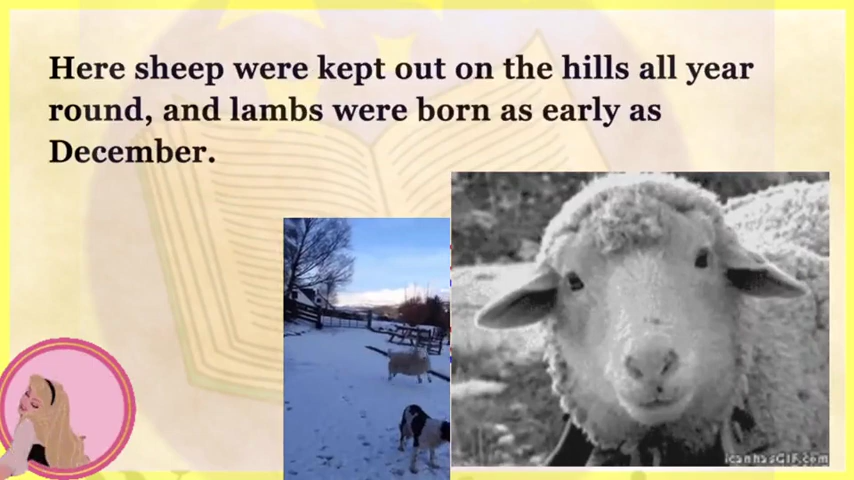 Here sheep were kept out on the hills all year
round, and lambs were born as early as
December.
icanhasGIF.com